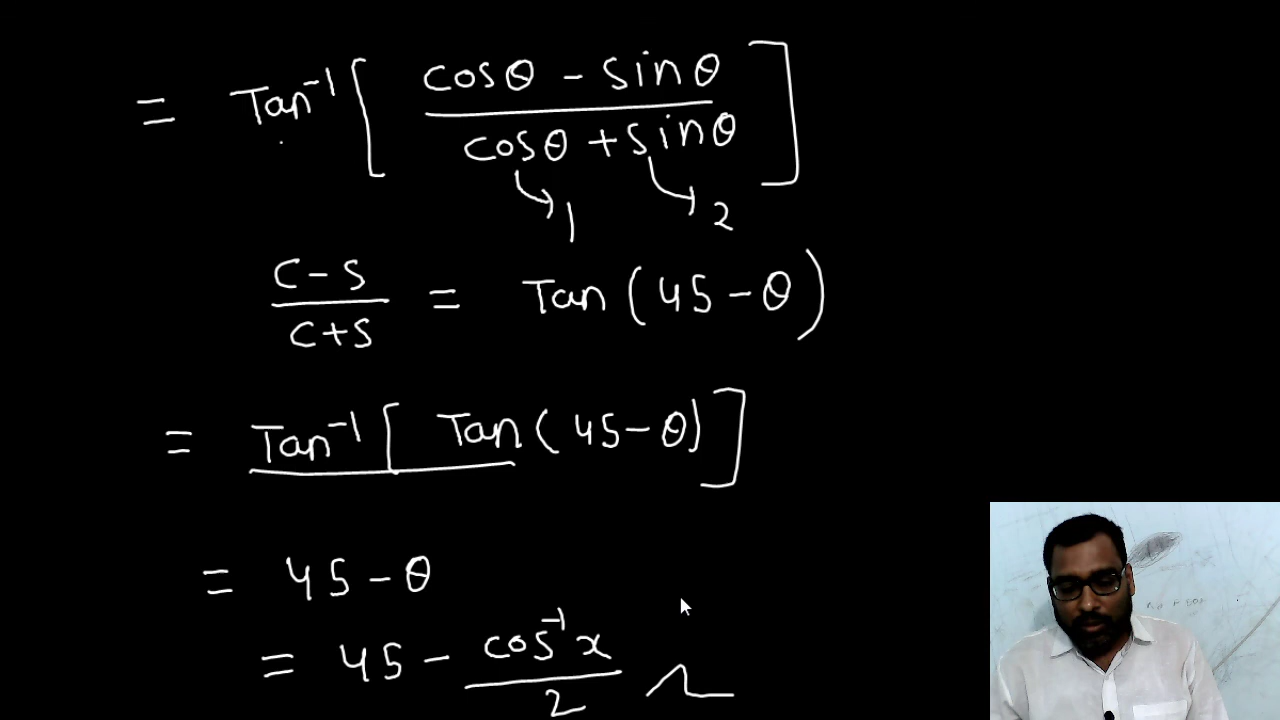 = Tan⁻¹ [ (cosθ - sinθ) / (cosθ + sinθ) ]
1 2
(C - S) / (C + S) = Tan (45 - θ)
= Tan⁻¹ [ Tan (45 - θ) ]
= 45 - θ
= 45 - (cos⁻¹x) / 2